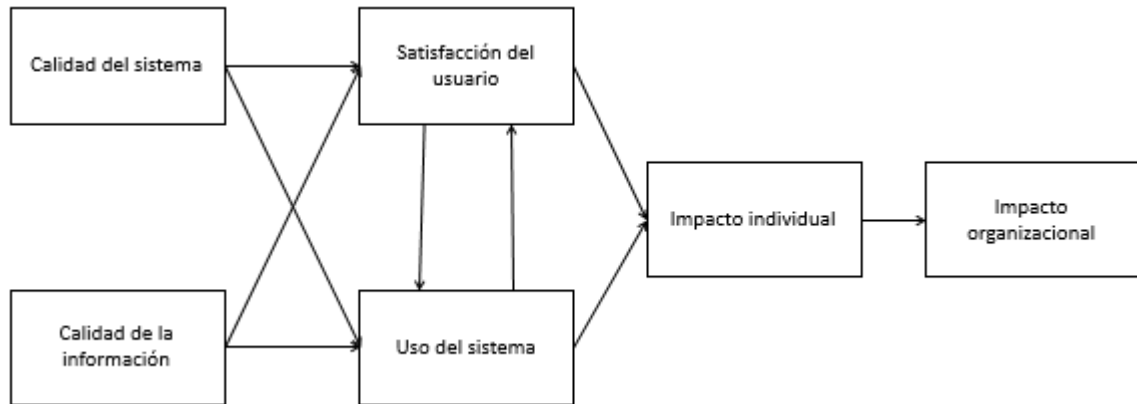 Calidad del sistema
Satisfacción del
usuario
Impacto individual
Impacto
organizacional
Calidad de la
información
Uso del sistema